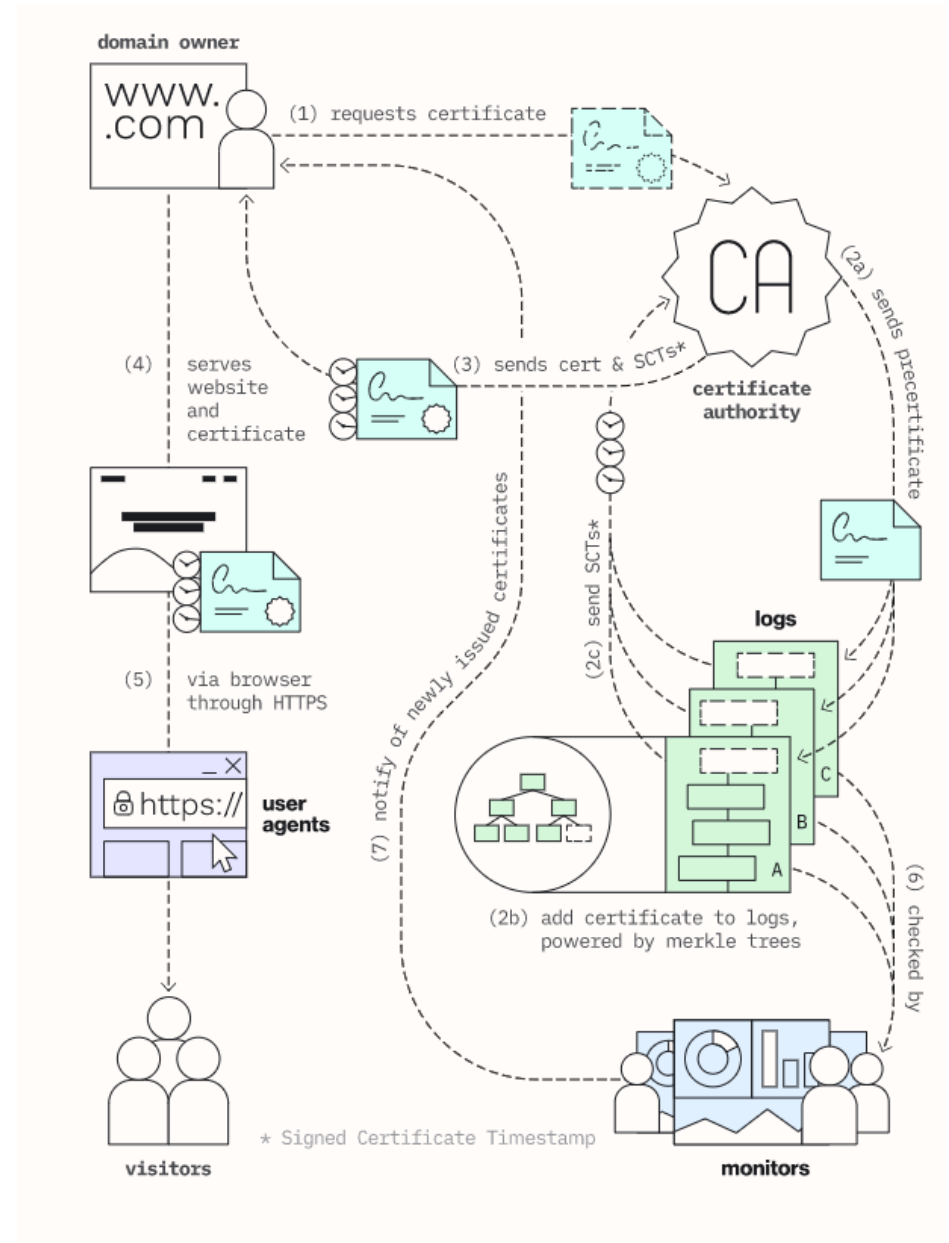 domain owner
www.
.com
(1) requests certificate
CA
certificate
authority
(2a) sends precertificate
(3) sends cert & SCTs*
(4) serves
website
and
certificate
(2c) send SCTs*
logs
C
B
A
(2b) add certificate to logs,
powered by merkle trees
(5) via browser
through HTTPS
https://
user
agents
(6) checked by
(7) notify of newly issued certificates
visitors
* Signed Certificate Timestamp
monitors